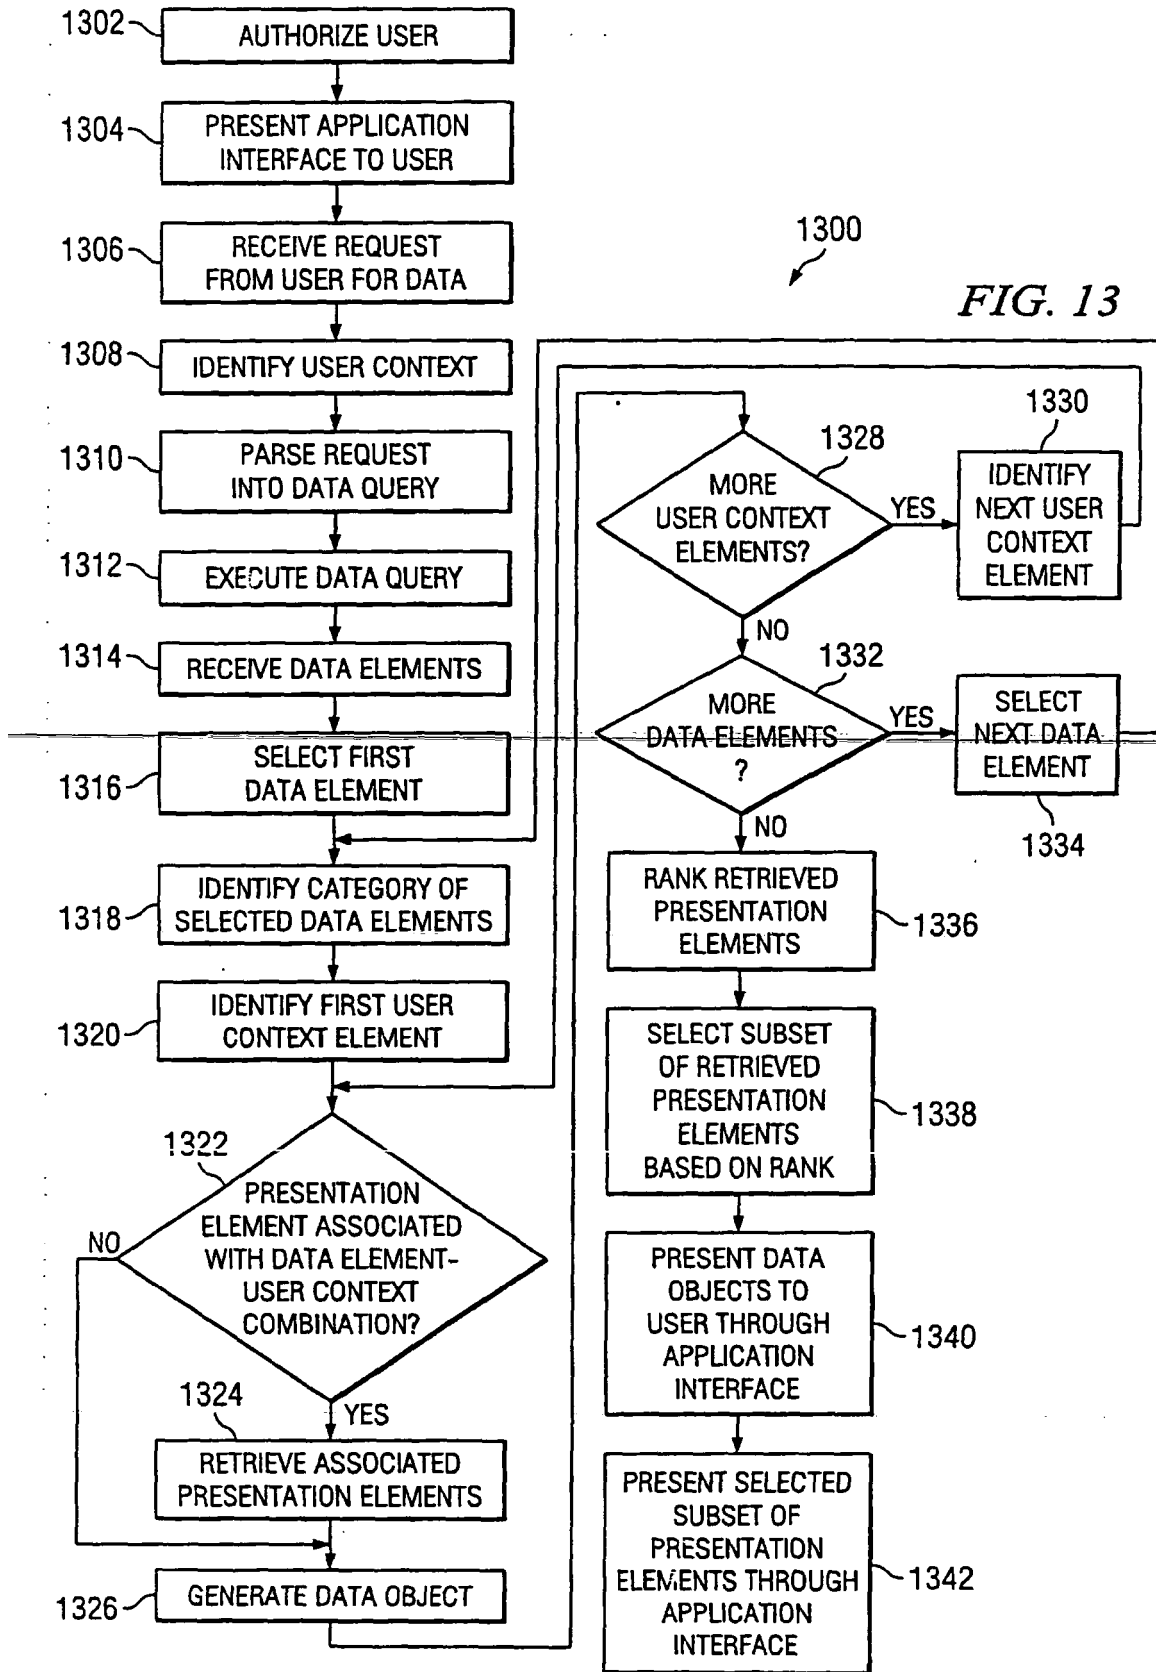 1302
AUTHORIZE USER
1304
PRESENT APPLICATION
INTERFACE TO USER
1306
RECEIVE REQUEST
FROM USER FOR DATA
1308
IDENTIFY USER CONTEXT
1310
PARSE REQUEST
INTO DATA QUERY
1312
EXECUTE DATA QUERY
1314
RECEIVE DATA ELEMENTS
1316
SELECT FIRST
DATA ELEMENT
1318
IDENTIFY CATEGORY OF
SELECTED DATA ELEMENTS
1320
IDENTIFY FIRST USER
CONTEXT ELEMENT
1322
PRESENTATION
ELEMENT ASSOCIATED
WITH DATA ELEMENT-
USER CONTEXT
COMBINATION?
NO
YES
1324
RETRIEVE ASSOCIATED
PRESENTATION ELEMENTS
1326
GENERATE DATA OBJECT
1300
FIG. 13
1328
MORE
USER CONTEXT
ELEMENTS?
YES
NO
1330
IDENTIFY
NEXT USER
CONTEXT
ELEMENT
1332
MORE
DATA ELEMENTS
?
YES
NO
SELECT
NEXT DATA
ELEMENT
1334
RANK RETRIEVED
PRESENTATION
ELEMENTS
1336
SELECT SUBSET
OF RETRIEVED
PRESENTATION
ELEMENTS
BASED ON RANK
1338
PRESENT DATA
OBJECTS TO
USER THROUGH
APPLICATION
INTERFACE
1340
PRESENT SELECTED
SUBSET OF
PRESENTATION
ELEMENTS THROUGH
APPLICATION
INTERFACE
1342